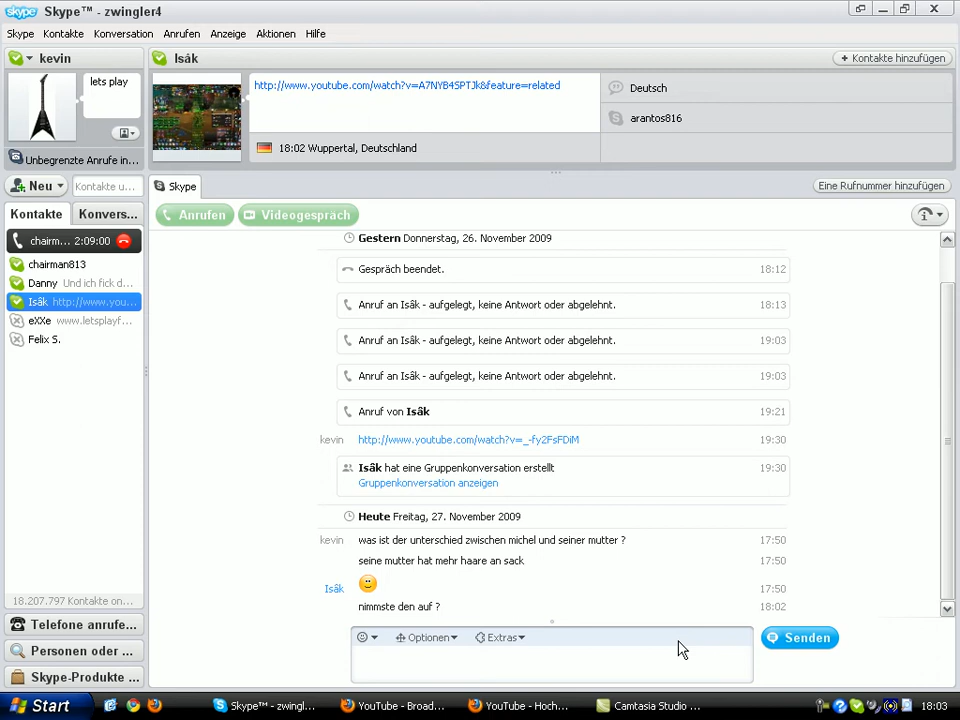 Skype™ - zwingler4
Skype Kontakte Konversation Anrufen Anzeige Aktionen Hilfe
kevin
lets play
Unbegrenzte Anrufe in...
Isâk
+ Kontakte hinzufügen
http://www.youtube.com/watch?v=A7NYB4SPTJk&feature=related
Deutsch
arantos816
18:02 Wuppertal, Deutschland
Neu
Kontakte u...
Skype
Eine Rufnummer hinzufügen
Kontakte Konvers...
Anrufen Videogespräch
chairm... 2:09:00
chairman813
Danny Und ich fick d...
Isâk http://www.you...
eXXe www.letsplayf...
Felix S.
18.207.797 Kontakte on...
Telefone anrufe...
Personen oder ...
Skype-Produkte ...
Gestern Donnerstag, 26. November 2009
Gespräch beendet. 18:12
Anruf an Isâk - aufgelegt, keine Antwort oder abgelehnt. 18:13
Anruf an Isâk - aufgelegt, keine Antwort oder abgelehnt. 19:03
Anruf an Isâk - aufgelegt, keine Antwort oder abgelehnt. 19:03
Anruf von Isâk 19:21
kevin http://www.youtube.com/watch?v=_-fy2FsFDiM 19:30
Isâk hat eine Gruppenkonversation erstellt 19:30
Gruppenkonversation anzeigen
Heute Freitag, 27. November 2009
kevin was ist der unterschied zwischen michel und seiner mutter ? 17:50
seine mutter hat mehr haare an sack 17:50
Isâk 17:50
nimmste den auf ? 18:02
Optionen Extras
Senden
Start
Skype™ - zwingl...
YouTube - Broad...
YouTube - Hoch...
Camtasia Studio ...
18:03